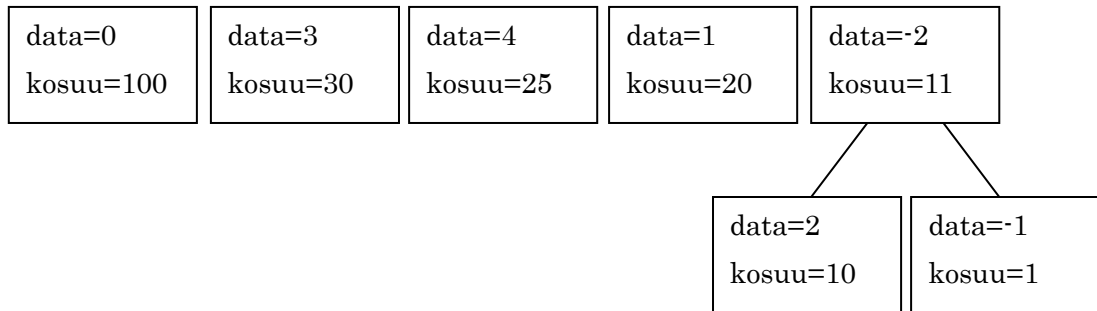 data=0
kosuu=100
data=3
kosuu=30
data=4
kosuu=25
data=1
kosuu=20
data=-2
kosuu=11
data=2
kosuu=10
data=-1
kosuu=1